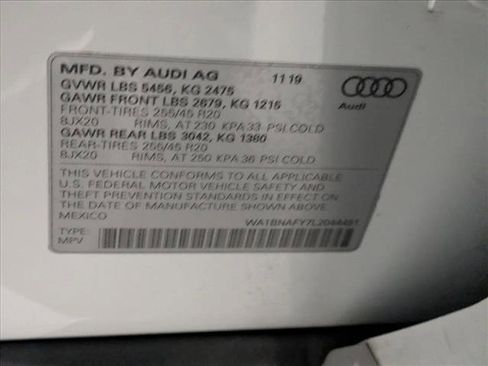 MFD. BY AUDI AG 11 19
GVWR LBS 5456, KG 2475
GAWR FRONT LBS 2679, KG 1215
FRONT-TIRES 255/45 R20
8JX20 RIMS, AT 230 KPA 33 PSI COLD
GAWR REAR LBS 3042, KG 1380
REAR-TIRES 255/45 R20
8JX20 RIMS, AT 250 KPA 36 PSI COLD
Audi
THIS VEHICLE CONFORMS TO ALL APPLICABLE
U.S. FEDERAL MOTOR VEHICLE SAFETY AND
THEFT PREVENTION STANDARDS IN EFFECT ON
THE DATE OF MANUFACTURE SHOWN ABOVE.
MEXICO WA1BNAFY7L2044491
TYPE:
MPV